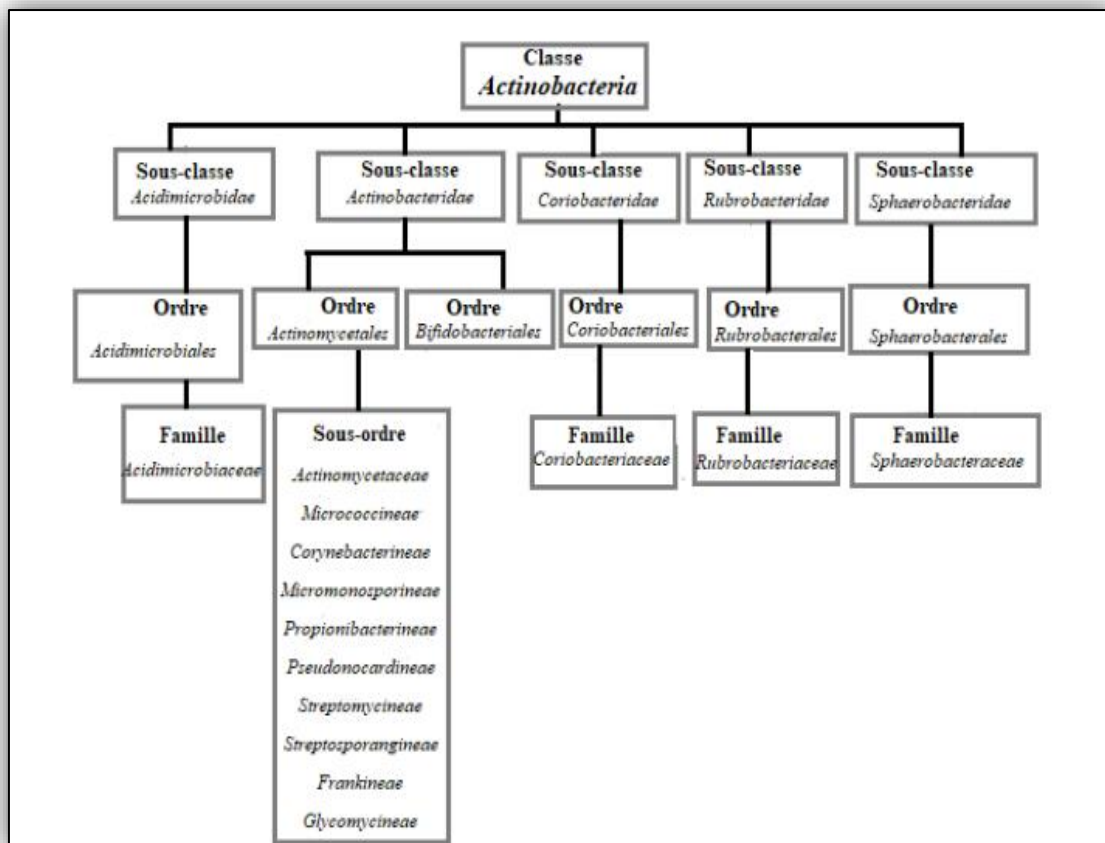 Classe
Actinobacteria
Sous-classe
Acidimicrobidae
Sous-classe
Actinobacteridae
Sous-classe
Coriobacteridae
Sous-classe
Rubrobacteridae
Sous-classe
Sphaerobacteridae
Ordre
Acidimicrobiales
Ordre
Actinomycetales
Ordre
Bifidobacteriales
Ordre
Coriobacteriales
Ordre
Rubrobacterales
Ordre
Sphaerobacterales
Famille
Acidimicrobiaceae
Sous-ordre
Actinomycetaceae
Micrococcineae
Corynebacterineae
Micromonosporineae
Propionibacterineae
Pseudonocardineae
Streptomycineae
Streptosporangineae
Frankineae
Glycomycineae
Famille
Coriobacteriaceae
Famille
Rubrobacteriaceae
Famille
Sphaerobacteraceae